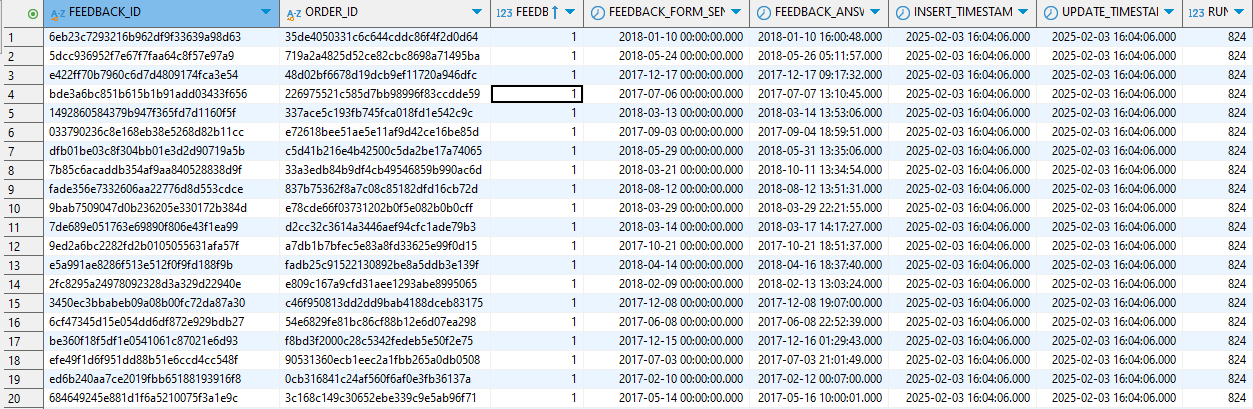 A-Z FEEDBACK_ID A-Z ORDER_ID 123 FEEDB FEEDBACK_FORM_SEN FEEDBACK_ANSV INSERT_TIMESTAM UPDATE_TIMESTAI 123 RUN
1 6eb23c7293216b962df9f33639a98d63 35de4050331c6c644cddc86f4f2d0d64 1 2018-01-10 00:00:00.000 2018-01-10 16:00:48.000 2025-02-03 16:04:06.000 2025-02-03 16:04:06.000 824
2 5dcc936952f7e67f7faa64c8f57e97a9 719a2a4825d52ce82cbc8698a71495ba 1 2018-05-24 00:00:00.000 2018-05-26 05:11:57.000 2025-02-03 16:04:06.000 2025-02-03 16:04:06.000 824
3 e422ff70b7960c6d7d4809174fca3e54 48d02bf6678d19dcb9ef11720a946dfc 1 2017-12-17 00:00:00.000 2017-12-17 09:17:32.000 2025-02-03 16:04:06.000 2025-02-03 16:04:06.000 824
4 bde3a6bc851b615b1b91add03433f656 226975521c585d7bb98996f83ccdde59 1 2017-07-06 00:00:00.000 2017-07-07 13:10:45.000 2025-02-03 16:04:06.000 2025-02-03 16:04:06.000 824
5 1492860584379b947f365fd7d1160f5f 337ace5c193fb745fca018fd1e542c9c 1 2018-03-13 00:00:00.000 2018-03-14 13:53:06.000 2025-02-03 16:04:06.000 2025-02-03 16:04:06.000 824
6 033790236c8e168eb38e5268d82b11cc e72618bee51ae5e11af9d42ce16be85d 1 2017-09-03 00:00:00.000 2017-09-04 18:59:51.000 2025-02-03 16:04:06.000 2025-02-03 16:04:06.000 824
7 dfb01be03c8f304bb01e3d2d90719a5b c5d41b216e4b42500c5da2be17a74065 1 2018-05-29 00:00:00.000 2018-05-31 13:35:06.000 2025-02-03 16:04:06.000 2025-02-03 16:04:06.000 824
8 7b85c6acaddb354af9aa840528838d9f 33a3edb84b9df4cb49546859b990ac6d 1 2018-03-21 00:00:00.000 2018-10-11 13:34:54.000 2025-02-03 16:04:06.000 2025-02-03 16:04:06.000 824
9 fade356e7332606aa22776d8d553cdce 837b75362f8a7c08c85182dfd16cb72d 1 2018-08-12 00:00:00.000 2018-08-12 13:51:31.000 2025-02-03 16:04:06.000 2025-02-03 16:04:06.000 824
10 9bab7509047d0b236205e330172b384d e78cde66f03731202b0f5e082b0b0cff 1 2018-03-29 00:00:00.000 2018-03-29 22:21:55.000 2025-02-03 16:04:06.000 2025-02-03 16:04:06.000 824
11 7de689e051763e69890f806e43f1ea99 d2cc32c3614a3446aef94cfc1ade79b3 1 2018-03-14 00:00:00.000 2018-03-17 14:17:27.000 2025-02-03 16:04:06.000 2025-02-03 16:04:06.000 824
12 9ed2a6bc2282fd2b0105055631afa57f a7db1b7bfec5e83a8fd33625e99f0d15 1 2017-10-21 00:00:00.000 2017-10-21 18:51:37.000 2025-02-03 16:04:06.000 2025-02-03 16:04:06.000 824
13 e5a991ae8286f513e512f0f9fd188f9b fadb25c91522130892be8a5ddb3e139f 1 2018-04-14 00:00:00.000 2018-04-16 18:37:40.000 2025-02-03 16:04:06.000 2025-02-03 16:04:06.000 824
14 2fc8295a24978092328d3a329d22940e e809c167a9cfd31aee1293abe8995065 1 2018-02-09 00:00:00.000 2018-02-13 13:03:24.000 2025-02-03 16:04:06.000 2025-02-03 16:04:06.000 824
15 3450ec3bbabeb09a08b00fc72da87a30 c46f950813dd2dd9bab4188dceb83175 1 2017-12-08 00:00:00.000 2017-12-08 19:07:00.000 2025-02-03 16:04:06.000 2025-02-03 16:04:06.000 824
16 6cf47345d15e054dd6df872e929bdb27 54e6829fe81bc86cf88b12e6d07ea298 1 2017-06-08 00:00:00.000 2017-06-08 22:52:39.000 2025-02-03 16:04:06.000 2025-02-03 16:04:06.000 824
17 be360f18f5df1e0541061c87021e6d93 f8bd3f2000c28c5342fedeb5e50f2e75 1 2017-12-15 00:00:00.000 2017-12-16 01:29:43.000 2025-02-03 16:04:06.000 2025-02-03 16:04:06.000 824
18 efe49f1d6f951dd88b51e6ccd4cc548f 90531360ecb1eec2a1fbb265a0db0508 1 2017-07-03 00:00:00.000 2017-07-03 21:01:49.000 2025-02-03 16:04:06.000 2025-02-03 16:04:06.000 824
19 ed6b240aa7ce2019fbb65188193916f8 0cb316841c24af560f6af0e3fb36137a 1 2017-02-10 00:00:00.000 2017-02-12 00:07:00.000 2025-02-03 16:04:06.000 2025-02-03 16:04:06.000 824
20 684649245e881d1f6a5210075f3a1e9c 3c168c149c30652ebe339c9e5ab96f71 1 2017-05-14 00:00:00.000 2017-05-16 10:00:01.000 2025-02-03 16:04:06.000 2025-02-03 16:04:06.000 824